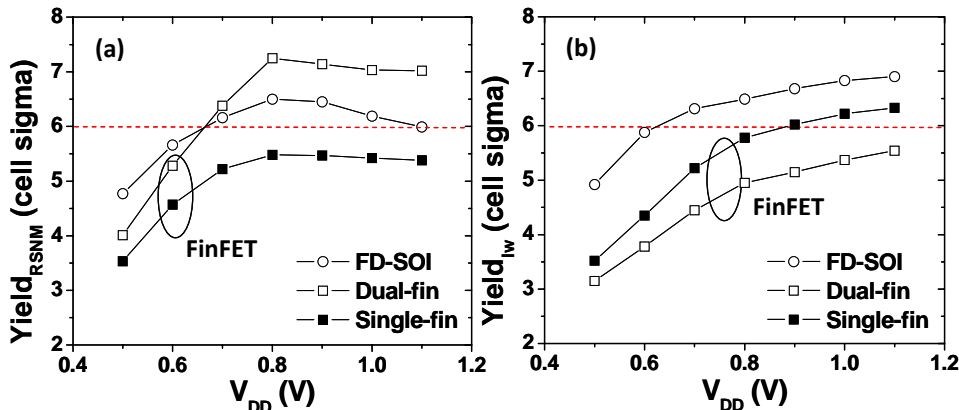 (a)
Yield_RSNM (cell sigma)
8
7
6
5
4
3
2
FinFET
FD-SOI
Dual-fin
Single-fin
0.4 0.6 0.8 1.0 1.2
V_DD (V)
(b)
Yield_Iw (cell sigma)
8
7
6
5
4
3
2
FinFET
FD-SOI
Dual-fin
Single-fin
0.4 0.6 0.8 1.0 1.2
V_DD (V)